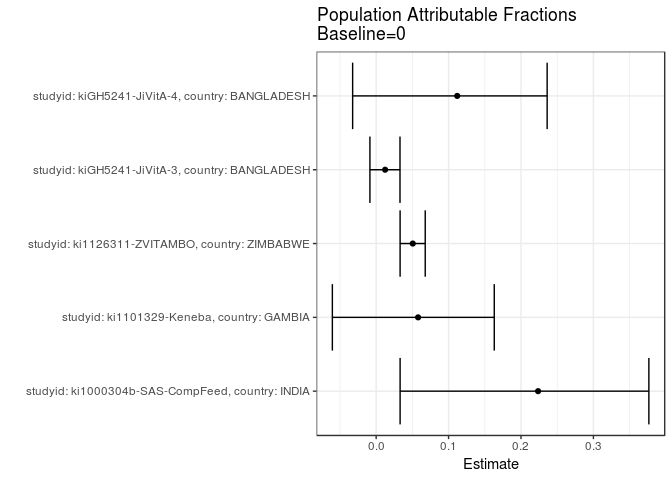 Population Attributable Fractions
Baseline=0
studyid: kiGH5241-JiVitA-4, country: BANGLADESH
studyid: kiGH5241-JiVitA-3, country: BANGLADESH
studyid: ki1126311-ZVITAMBO, country: ZIMBABWE
studyid: ki1101329-Keneba, country: GAMBIA
studyid: ki1000304b-SAS-CompFeed, country: INDIA
0.0 0.1 0.2 0.3
Estimate